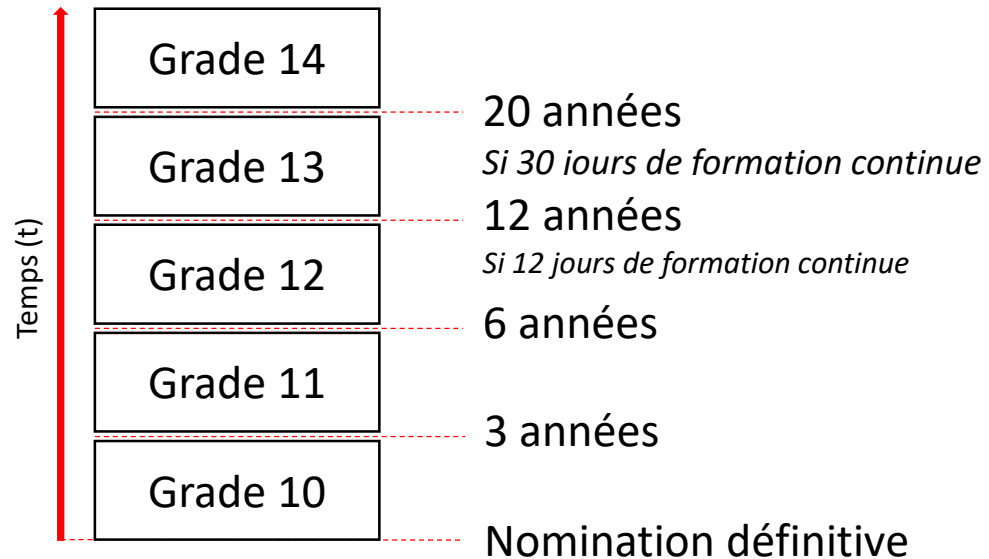 Grade 14
20 années
Si 30 jours de formation continue
Grade 13
12 années
Si 12 jours de formation continue
Grade 12
6 années
Grade 11
3 années
Grade 10
Nomination définitive
Temps (t)